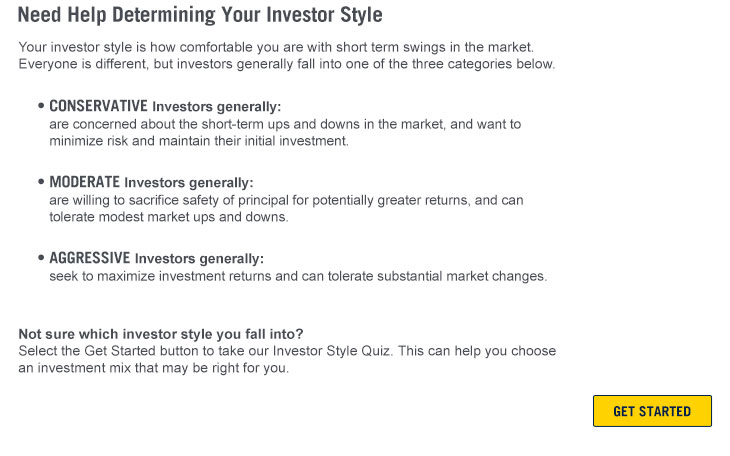 Need Help Determining Your Investor Style
Your investor style is how comfortable you are with short term swings in the market.
Everyone is different, but investors generally fall into one of the three categories below.
• CONSERVATIVE Investors generally:
are concerned about the short-term ups and downs in the market, and want to
minimize risk and maintain their initial investment.
• MODERATE Investors generally:
are willing to sacrifice safety of principal for potentially greater returns, and can
tolerate modest market ups and downs.
• AGGRESSIVE Investors generally:
seek to maximize investment returns and can tolerate substantial market changes.
Not sure which investor style you fall into?
Select the Get Started button to take our Investor Style Quiz. This can help you choose
an investment mix that may be right for you.
GET STARTED